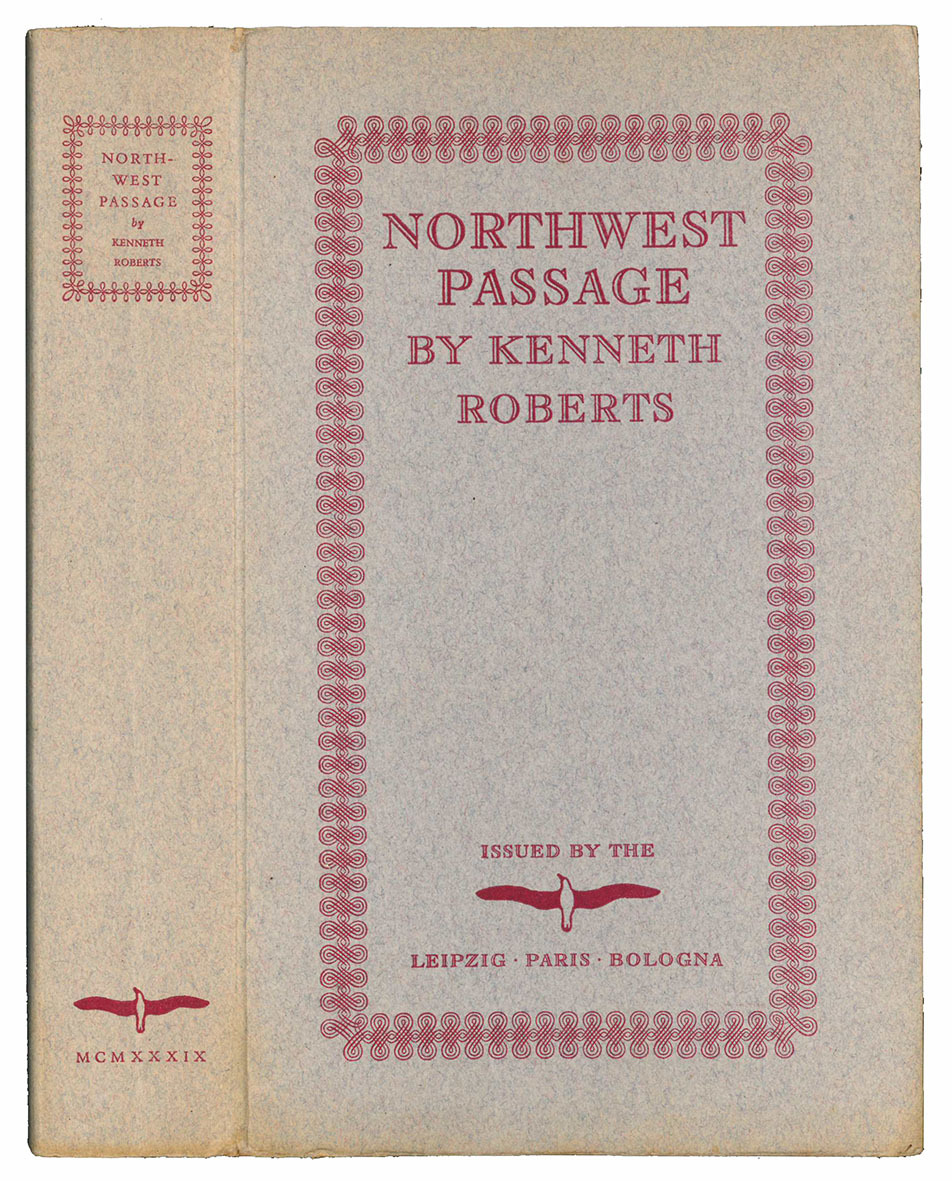 NORTH-
WEST
PASSAGE
by
KENNETH
ROBERTS
MCMXXXIX
NORTHWEST
PASSAGE
BY KENNETH
ROBERTS
ISSUED BY THE
LEIPZIG · PARIS · BOLOGNA